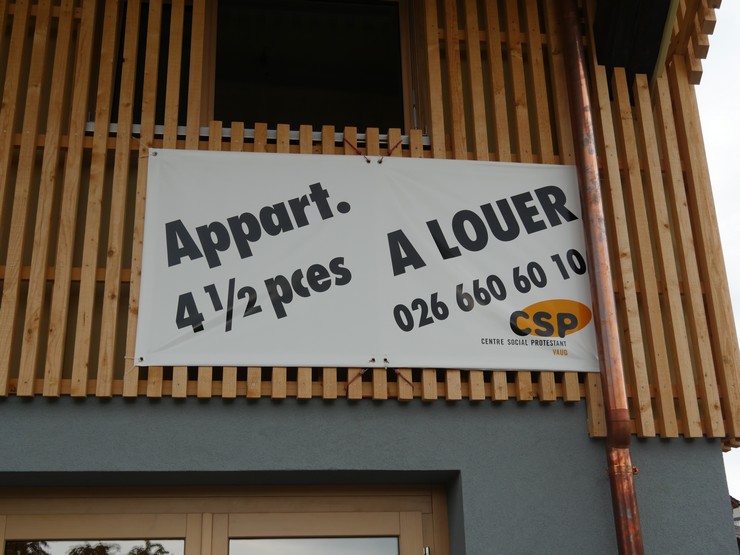 Appart.
4 1/2 pces
A LOUER
026 660 60 10
CSP
CENTRE SOCIAL PROTESTANT
VAUD